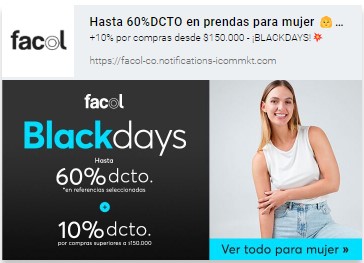 facol
Hasta 60%DCTO en prendas para mujer 🙆 ...
+10% por compras desde $150.000 - ¡BLACKDAYS!💥
https://facol-co.notifications-icommkt.com
facol
Blackdays
Hasta
60% dcto.
*en referencias seleccionados
+
10% dcto.
por compras superiores a $150.000
Ver todo para mujer »